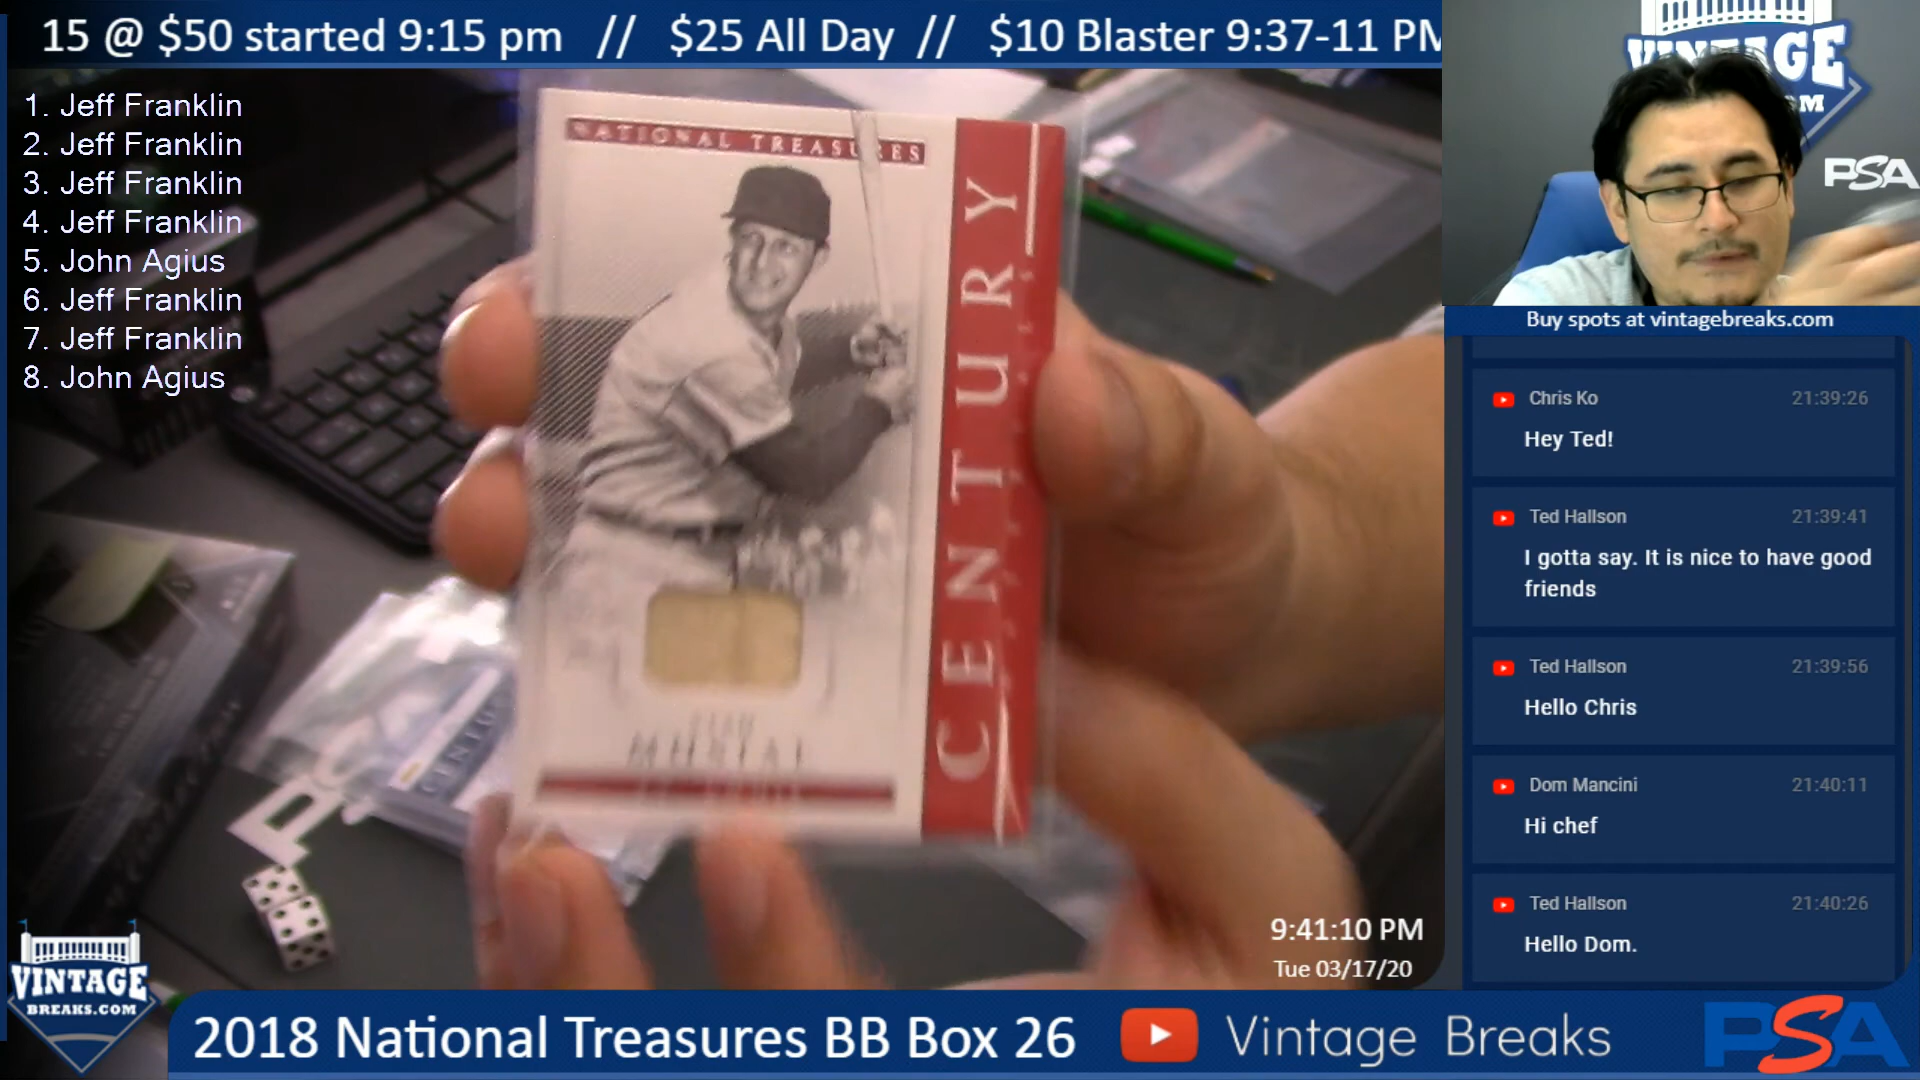 15 @ $50 started 9:15 pm // $25 All Day // $10 Blaster 9:37-11 PM
1. Jeff Franklin
2. Jeff Franklin
3. Jeff Franklin
4. Jeff Franklin
5. John Agius
6. Jeff Franklin
7. Jeff Franklin
8. John Agius
NATIONAL TREASURES
CENTURY
STAN
MUSIAL
CENTURY
VINTAGE
PSA
Buy spots at vintagebreaks.com
Chris Ko 21:39:26
Hey Ted!
Ted Hallson 21:39:41
I gotta say. It is nice to have good
friends
Ted Hallson 21:39:56
Hello Chris
Dom Mancini 21:40:11
Hi chef
Ted Hallson 21:40:26
Hello Dom.
9:41:10 PM
Tue 03/17/20
VINTAGE
BREAKS.COM
2018 National Treasures BB Box 26
Vintage Breaks
PSA